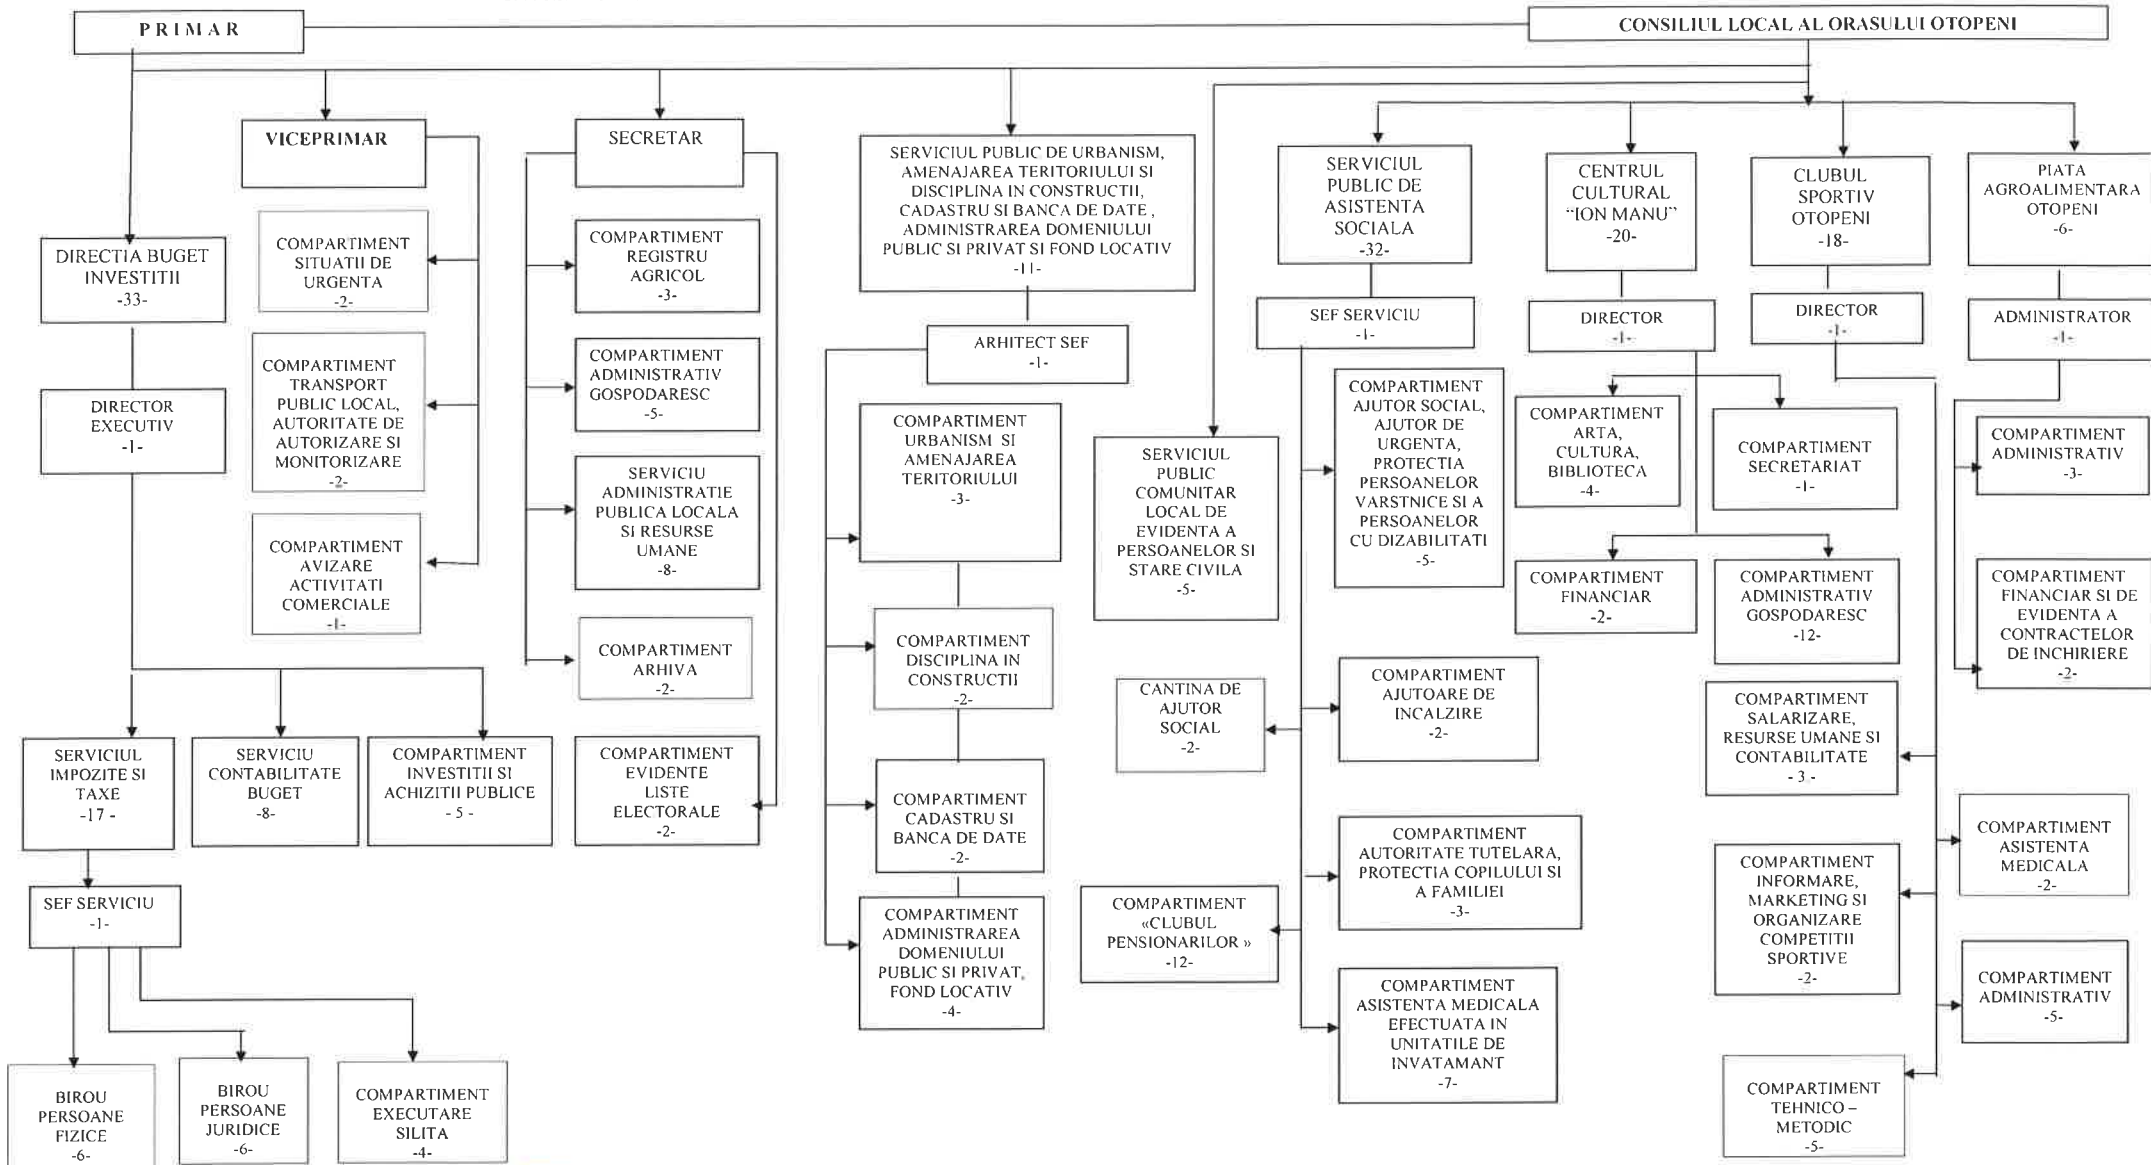 PRIMAR
CONSILIUL LOCAL AL ORASULUI OTOPENI
VICEPRIMAR
SECRETAR
SERVICIUL PUBLIC DE URBANISM,
AMENAJAREA TERITORIULUI SI
DISCIPLINA IN CONSTRUCTII,
CADASTRU SI BANCA DE DATE ,
ADMINISTRAREA DOMENIULUI
PUBLIC SI PRIVAT SI FOND LOCATIV
-11-
SERVICIUL
PUBLIC DE
ASISTENTA
SOCIALA
-32-
CENTRUL
CULTURAL
"ION MANU"
-20-
CLUBUL
SPORTIV
OTOPENI
-18-
PIATA
AGROALIMENTARA
OTOPENI
-6-
DIRECTIA BUGET
INVESTITII
-33-
COMPARTIMENT
SITUATII DE
URGENTA
-2-
COMPARTIMENT
REGISTRU
AGRICOL
-3-
ARHITECT SEF
-1-
SEF SERVICIU
-1-
DIRECTOR
-1-
DIRECTOR
-1-
ADMINISTRATOR
-1-
DIRECTOR
EXECUTIV
-1-
COMPARTIMENT
TRANSPORT
PUBLIC LOCAL,
AUTORITATE DE
AUTORIZARE SI
MONITORIZARE
-2-
COMPARTIMENT
ADMINISTRATIV
GOSPODARESC
-5-
COMPARTIMENT
URBANISM SI
AMENAJAREA
TERITORIULUI
-3-
SERVICIUL
PUBLIC
COMUNITAR
LOCAL DE
EVIDENTA A
PERSOANELOR SI
STARE CIVILA
-5-
COMPARTIMENT
AJUTOR SOCIAL,
AJUTOR DE
URGENTA,
PROTECTIA
PERSOANELOR
VARSTNICE SI A
PERSOANELOR
CU DIZABILITATI
-5-
COMPARTIMENT
ARTA,
CULTURA,
BIBLIOTECA
-4-
COMPARTIMENT
SECRETARIAT
-1-
COMPARTIMENT
ADMINISTRATIV
-3-
COMPARTIMENT
AVIZARE
ACTIVITATI
COMERCIALE
-1-
SERVICIU
ADMINISTRATIE
PUBLICA LOCALA
SI RESURSE
UMANE
-8-
COMPARTIMENT
FINANCIAR
-2-
COMPARTIMENT
ADMINISTRATIV
GOSPODARESC
-12-
COMPARTIMENT
FINANCIAR SI DE
EVIDENTA A
CONTRACTELOR
DE INCHIRIERE
-2-
COMPARTIMENT
ARHIVA
-2-
COMPARTIMENT
DISCIPLINA IN
CONSTRUCTII
-2-
CANTINA DE
AJUTOR
SOCIAL
-2-
COMPARTIMENT
AJUTOARE DE
INCALZIRE
-2-
COMPARTIMENT
SALARIZARE,
RESURSE UMANE SI
CONTABILITATE
- 3 -
SERVICIUL
IMPOZITE SI
TAXE
-17 -
SERVICIU
CONTABILITATE
BUGET
-8-
COMPARTIMENT
INVESTITII SI
ACHIZITII PUBLICE
- 5 -
COMPARTIMENT
EVIDENTE
LISTE
ELECTORALE
-2-
COMPARTIMENT
CADASTRU SI
BANCA DE DATE
-2-
COMPARTIMENT
AUTORITATE TUTELARA,
PROTECTIA COPILULUI SI
A FAMILIEI
-3-
COMPARTIMENT
ASISTENTA
MEDICALA
-2-
SEF SERVICIU
-1-
COMPARTIMENT
ADMINISTRAREA
DOMENIULUI
PUBLIC SI PRIVAT,
FOND LOCATIV
-4-
COMPARTIMENT
«CLUBUL
PENSIONARILOR »
-12-
COMPARTIMENT
INFORMARE,
MARKETING SI
ORGANIZARE
COMPETITII
SPORTIVE
-2-
COMPARTIMENT
ASISTENTA MEDICALA
EFECTUATA IN
UNITATILE DE
INVATAMANT
-7-
COMPARTIMENT
ADMINISTRATIV
-5-
BIROU
PERSOANE
FIZICE
-6-
BIROU
PERSOANE
JURIDICE
-6-
COMPARTIMENT
EXECUTARE
SILITA
-4-
COMPARTIMENT
TEHNICO –
METODIC
-5-